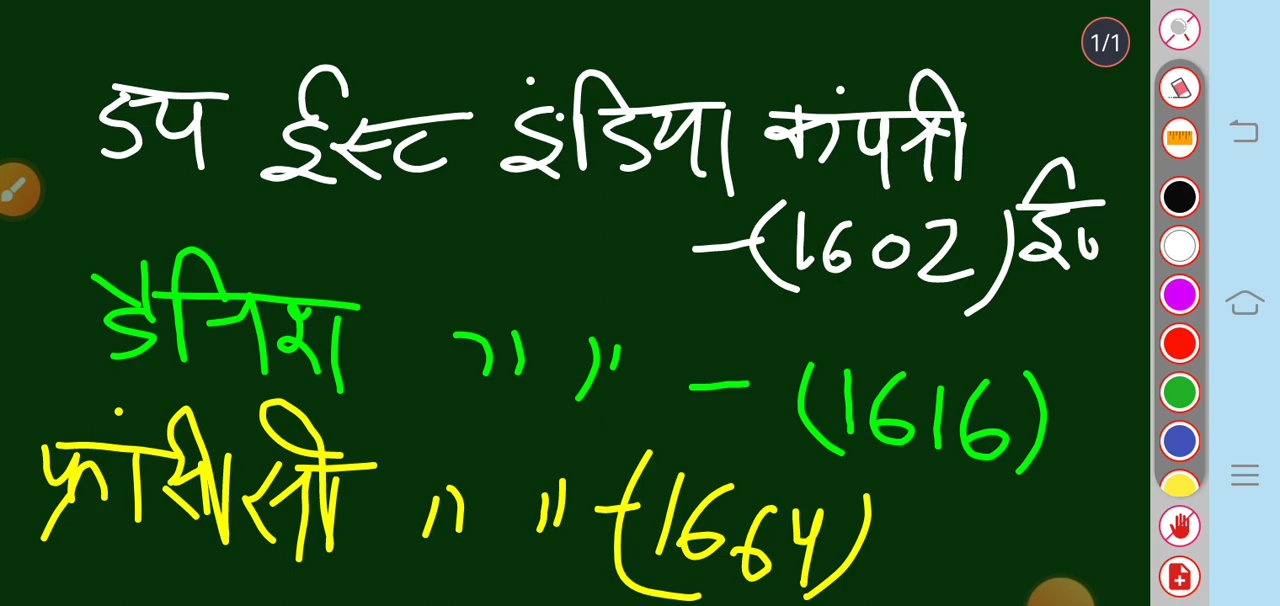 1/1
डच ईस्ट इंडिया कंपनी
-(1602) ई०
डेनिश " " - (1616)
फ्रांसीसी " " - (1664)